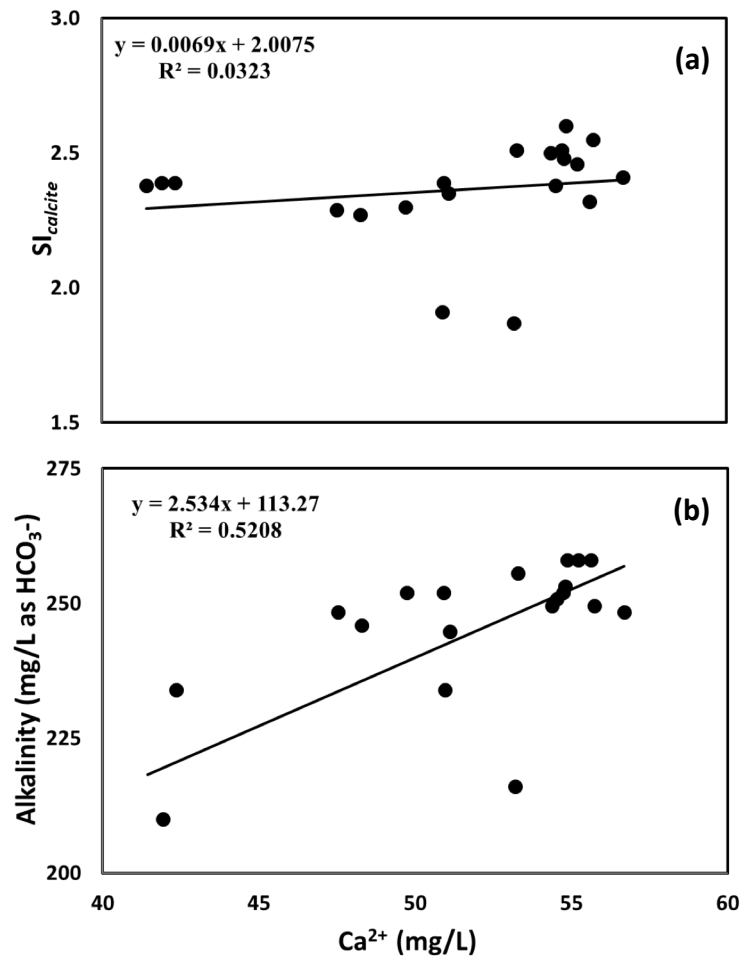 3.0
y = 0.0069x + 2.0075
R² = 0.0323
(a)
2.5
SIcalcite
2.0
1.5
275
y = 2.534x + 113.27
R² = 0.5208
(b)
250
Alkalinity (mg/L as HCO₃-)
225
200
40 45 50 55 60
Ca²⁺ (mg/L)